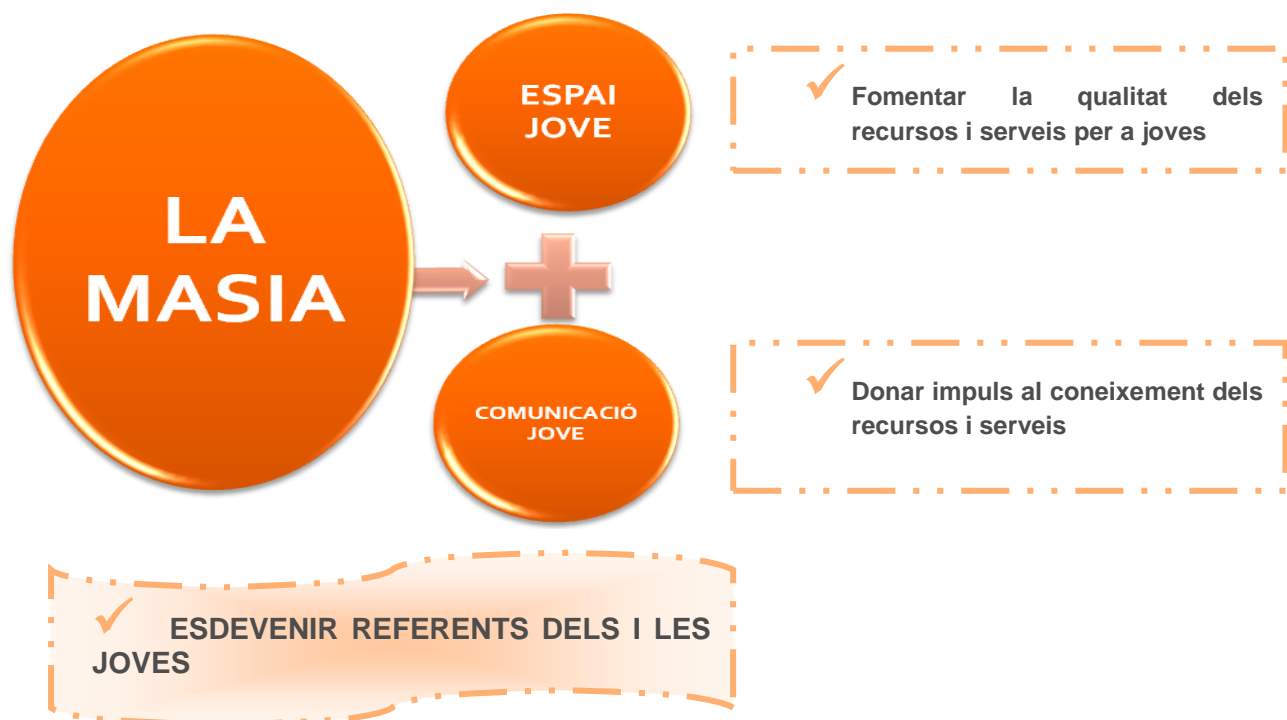 LA
MASIA
ESPAI
JOVE
Fomentar la qualitat dels
recursos i serveis per a joves
COMUNICACIÓ
JOVE
Donar impuls al coneixement dels
recursos i serveis
ESDEVENIR REFERENTS DELS I LES
JOVES